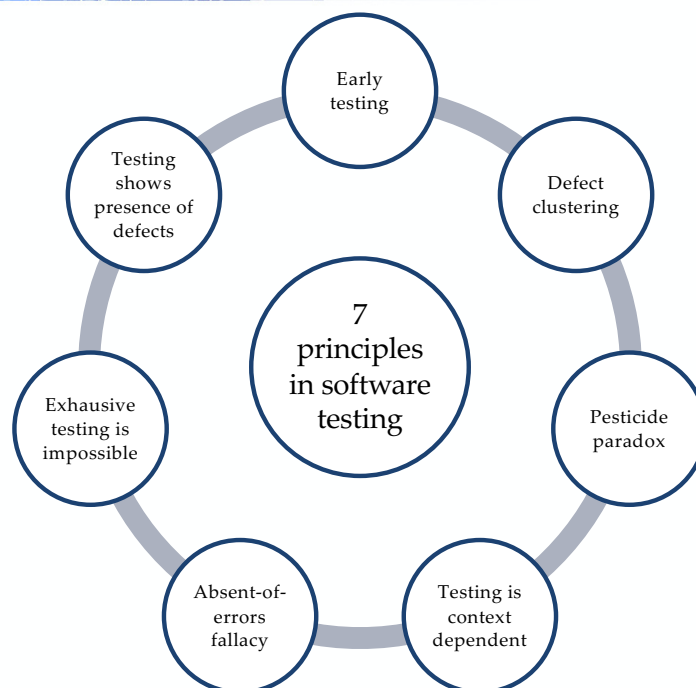 Early
testing
Testing
shows
presence of
defects
Defect
clustering
7
principles
in software
testing
Exhausive
testing is
impossible
Pesticide
paradox
Absent-of-
errors
fallacy
Testing is
context
dependent